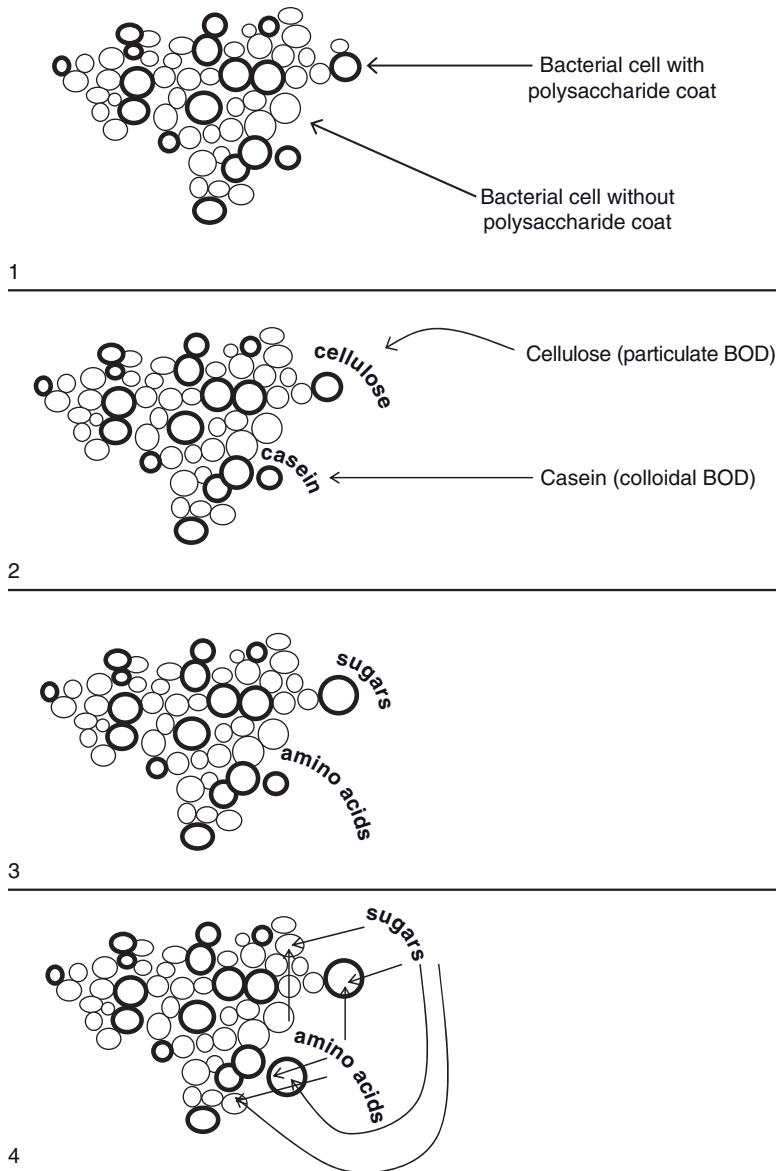 Bacterial cell with
polysaccharide coat
Bacterial cell without
polysaccharide coat
1
cellulose
Cellulose (particulate BOD)
casein
Casein (colloidal BOD)
2
sugars
amino acids
3
sugars
amino acids
4